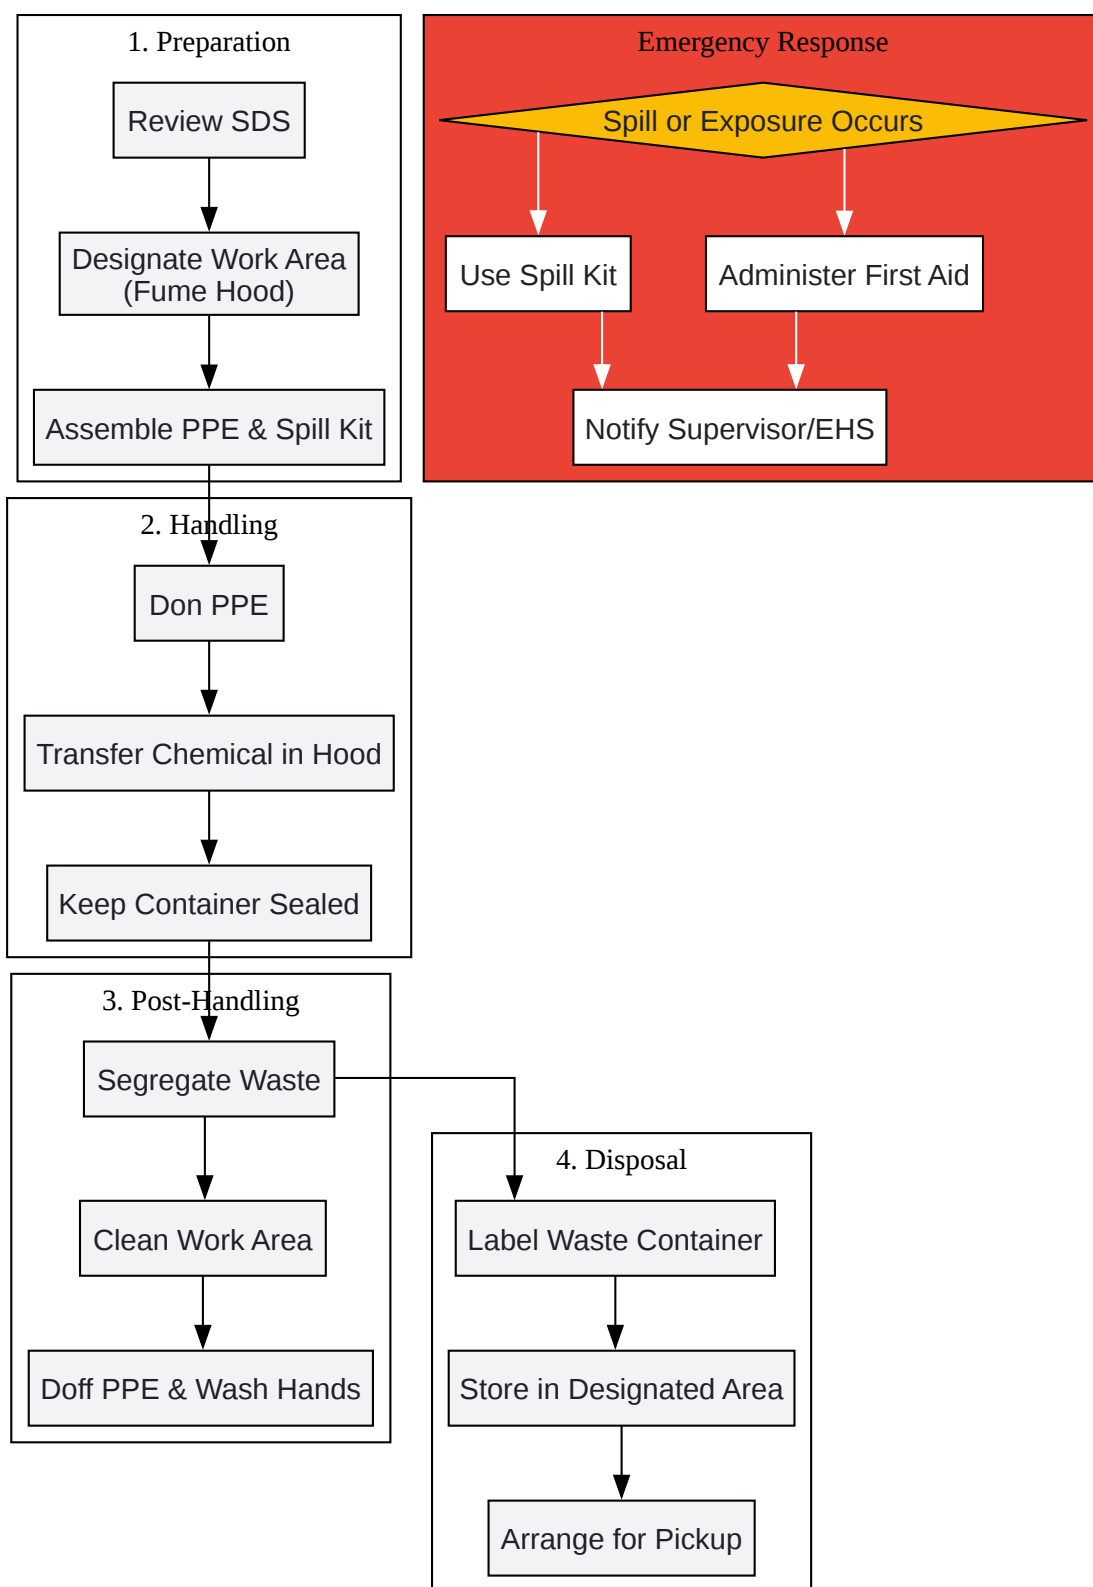 1. Preparation
Review SDS
Designate Work Area
(Fume Hood)
Assemble PPE & Spill Kit
Emergency Response
Spill or Exposure Occurs
Use Spill Kit
Administer First Aid
Notify Supervisor/EHS
2. Handling
Don PPE
Transfer Chemical in Hood
Keep Container Sealed
3. Post-Handling
Segregate Waste
Clean Work Area
Doff PPE & Wash Hands
4. Disposal
Label Waste Container
Store in Designated Area
Arrange for Pickup